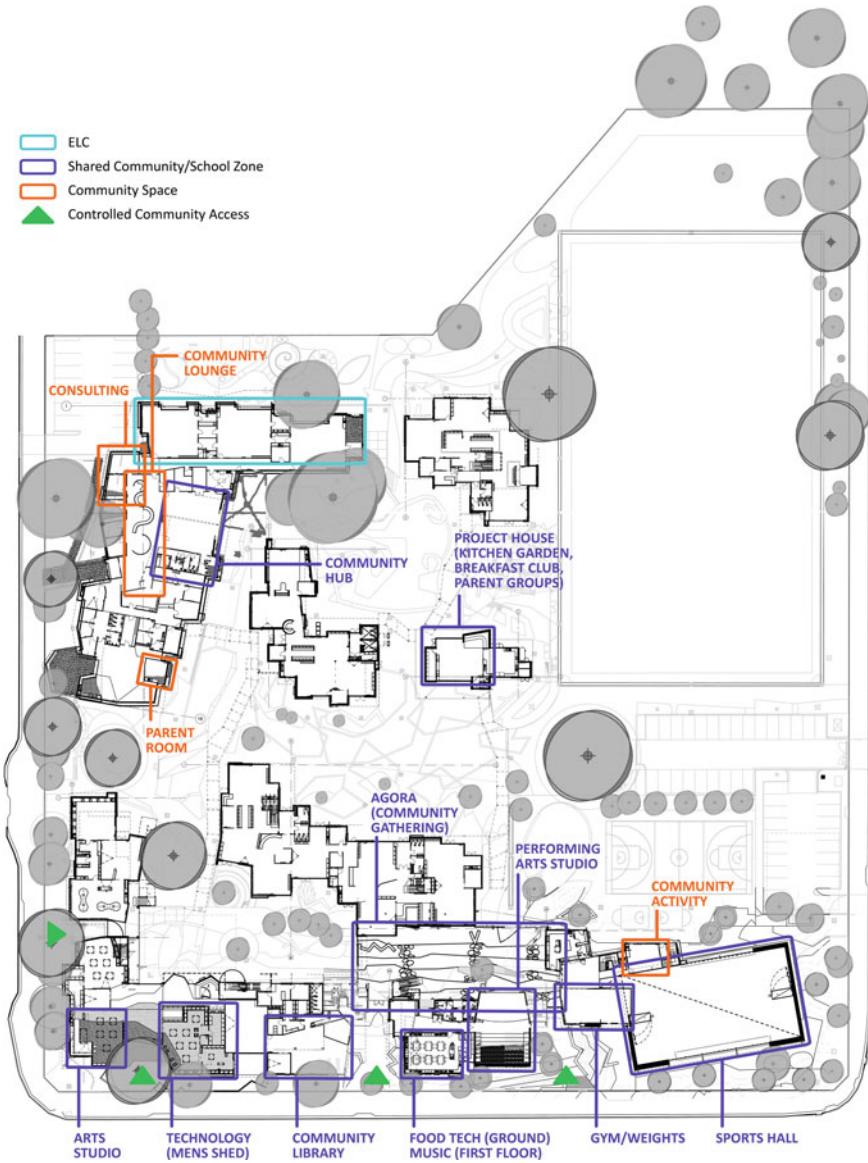 ELC
Shared Community/School Zone
Community Space
Controlled Community Access
COMMUNITY
LOUNGE
CONSULTING
PROJECT HOUSE
(KITCHEN GARDEN,
BREAKFAST CLUB,
PARENT GROUPS)
COMMUNITY
HUB
PARENT
ROOM
AGORA
(COMMUNITY
GATHERING)
PERFORMING
ARTS STUDIO
COMMUNITY
ACTIVITY
ARTS
STUDIO
TECHNOLOGY
(MENS SHED)
COMMUNITY
LIBRARY
FOOD TECH (GROUND)
MUSIC (FIRST FLOOR)
GYM/WEIGHTS
SPORTS HALL